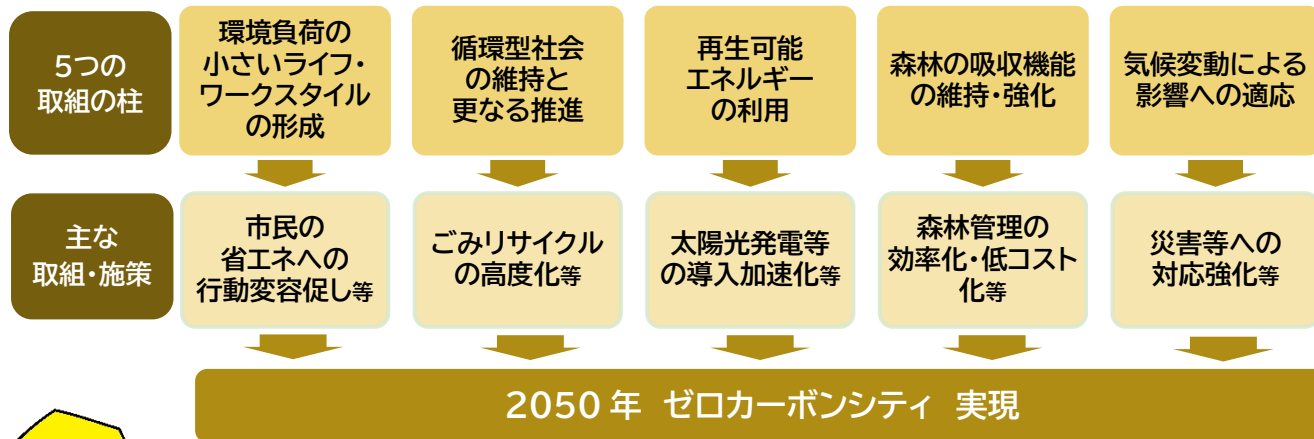 5つの
取組の柱
環境負荷の
小さいライフ・
ワークスタイル
の形成
循環型社会
の維持と
更なる推進
再生可能
エネルギー
の利用
森林の吸収機能
の維持・強化
気候変動による
影響への適応
主な
取組・施策
市民の
省エネへの
行動変容促し等
ごみリサイクル
の高度化等
太陽光発電等
の導入加速化等
森林管理の
効率化・低コスト
化等
災害等への
対応強化等
2050年 ゼロカーボンシティ 実現